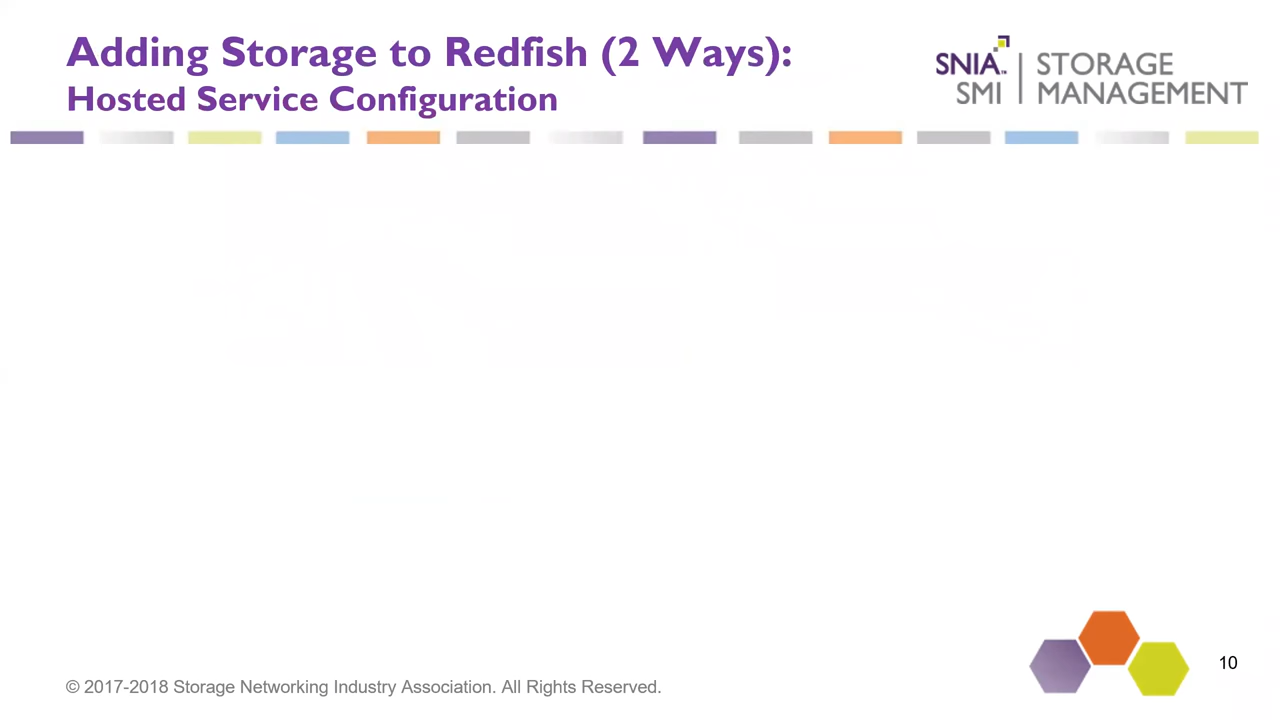 Adding Storage to Redfish (2 Ways):
Hosted Service Configuration
SNIA™ | STORAGE
SMI | MANAGEMENT
10
© 2017-2018 Storage Networking Industry Association. All Rights Reserved.